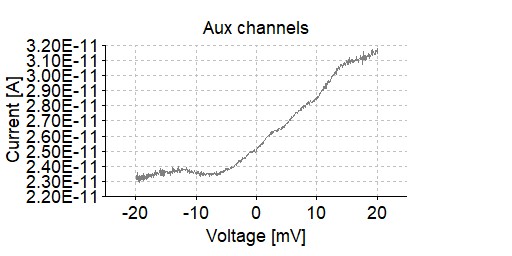 Aux channels
Current [A]
3.20E-11
3.10E-11
3.00E-11
2.90E-11
2.80E-11
2.70E-11
2.60E-11
2.50E-11
2.40E-11
2.30E-11
2.20E-11
-20 -10 0 10 20
Voltage [mV]